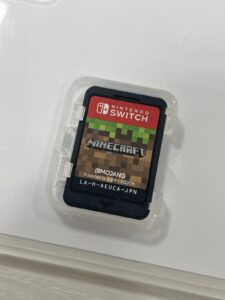 NINTENDO
SWITCH
MINECRAFT
MOJANG
LA-H-AEUCA-JPN